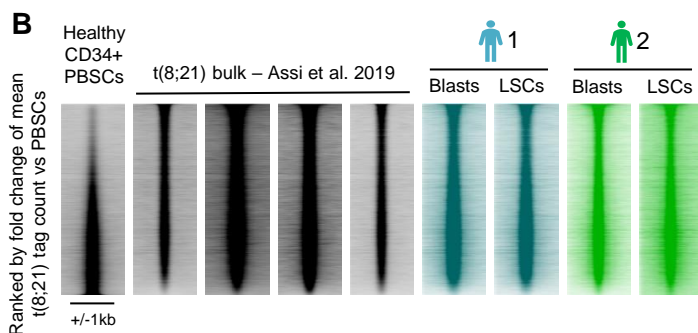 B
Healthy
CD34+
PBSCs
t(8;21) bulk – Assi et al. 2019
1
2
Blasts
LSCs
Blasts
LSCs
Ranked by fold change of mean
t(8;21) tag count vs PBSCs
+/-1kb